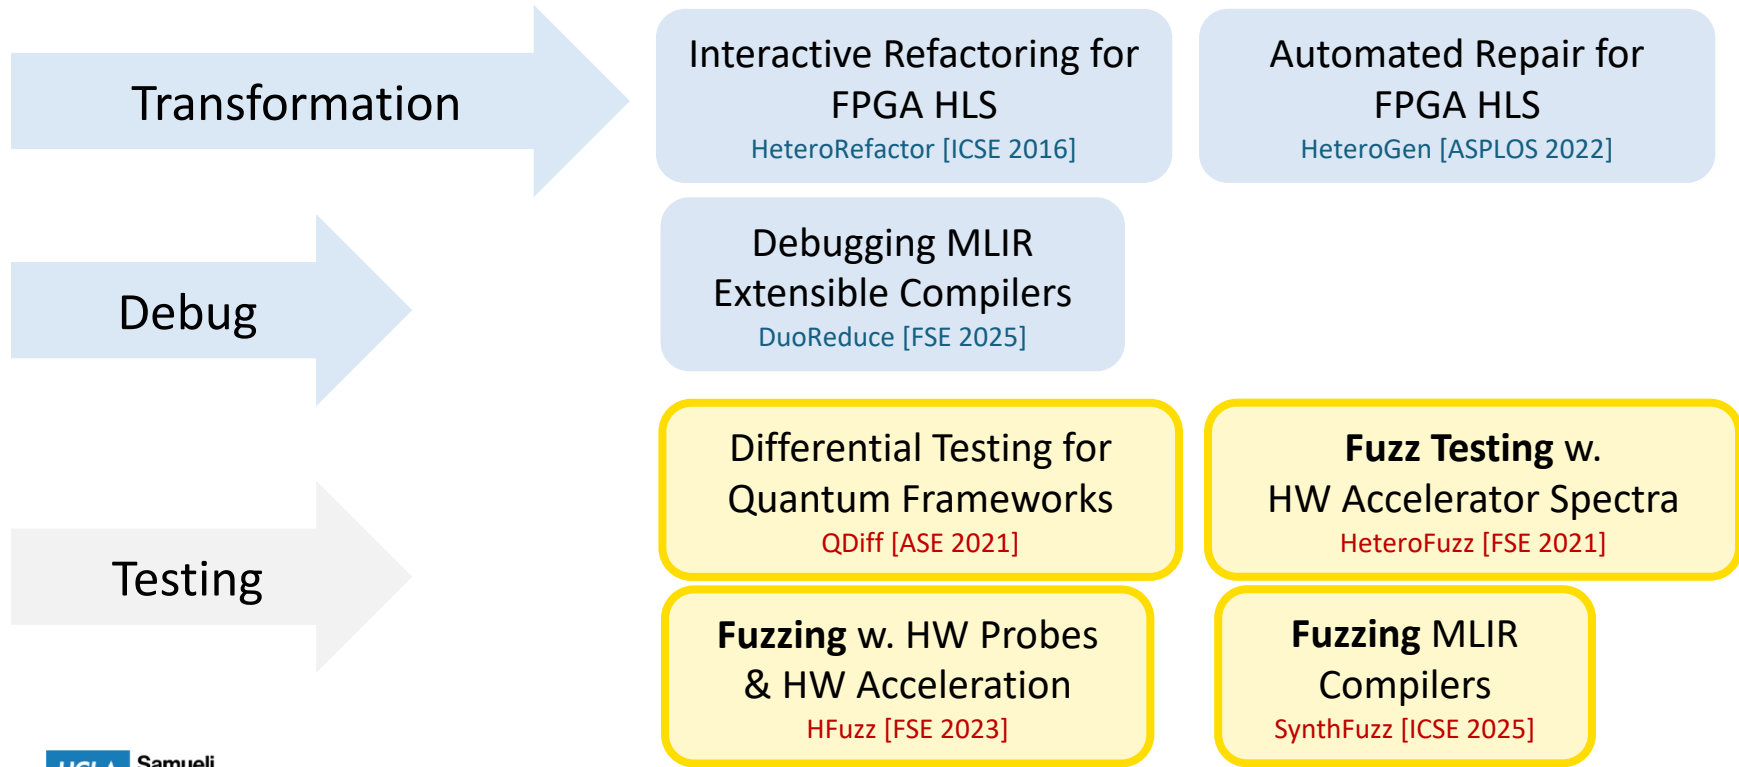 Transformation
Interactive Refactoring for
FPGA HLS
HeteroRefactor [ICSE 2016]
Automated Repair for
FPGA HLS
HeteroGen [ASPLOS 2022]
Debug
Debugging MLIR
Extensible Compilers
DuoReduce [FSE 2025]
Testing
Differential Testing for
Quantum Frameworks
QDiff [ASE 2021]
Fuzz Testing w.
HW Accelerator Spectra
HeteroFuzz [FSE 2021]
Fuzzing w. HW Probes
& HW Acceleration
HFuzz [FSE 2023]
Fuzzing MLIR
Compilers
SynthFuzz [ICSE 2025]
UCLA Samueli